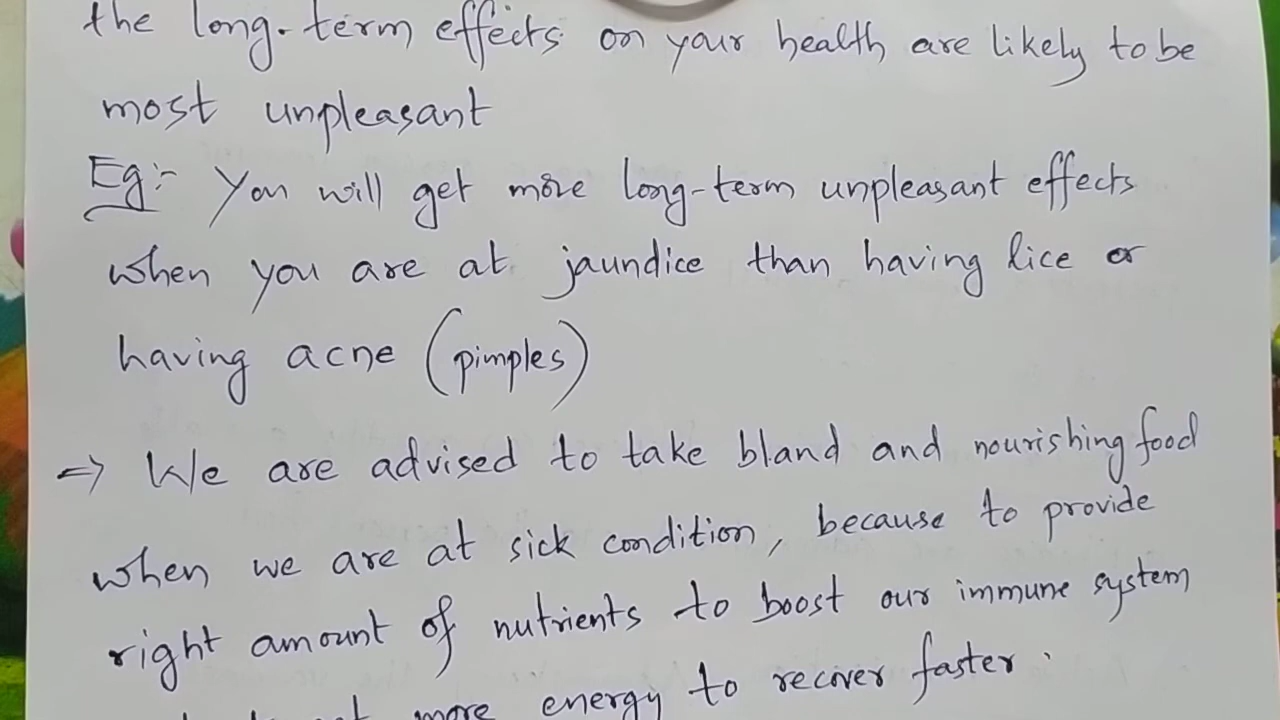 the long-term effects on your health are likely to be
most unpleasant
Eg:- You will get more long-term unpleasant effects
when you are at jaundice than having lice or
having acne (pimples)
⇒ We are advised to take bland and nourishing food
when we are at sick condition, because to provide
right amount of nutrients to boost our immune system
more energy to recover faster.